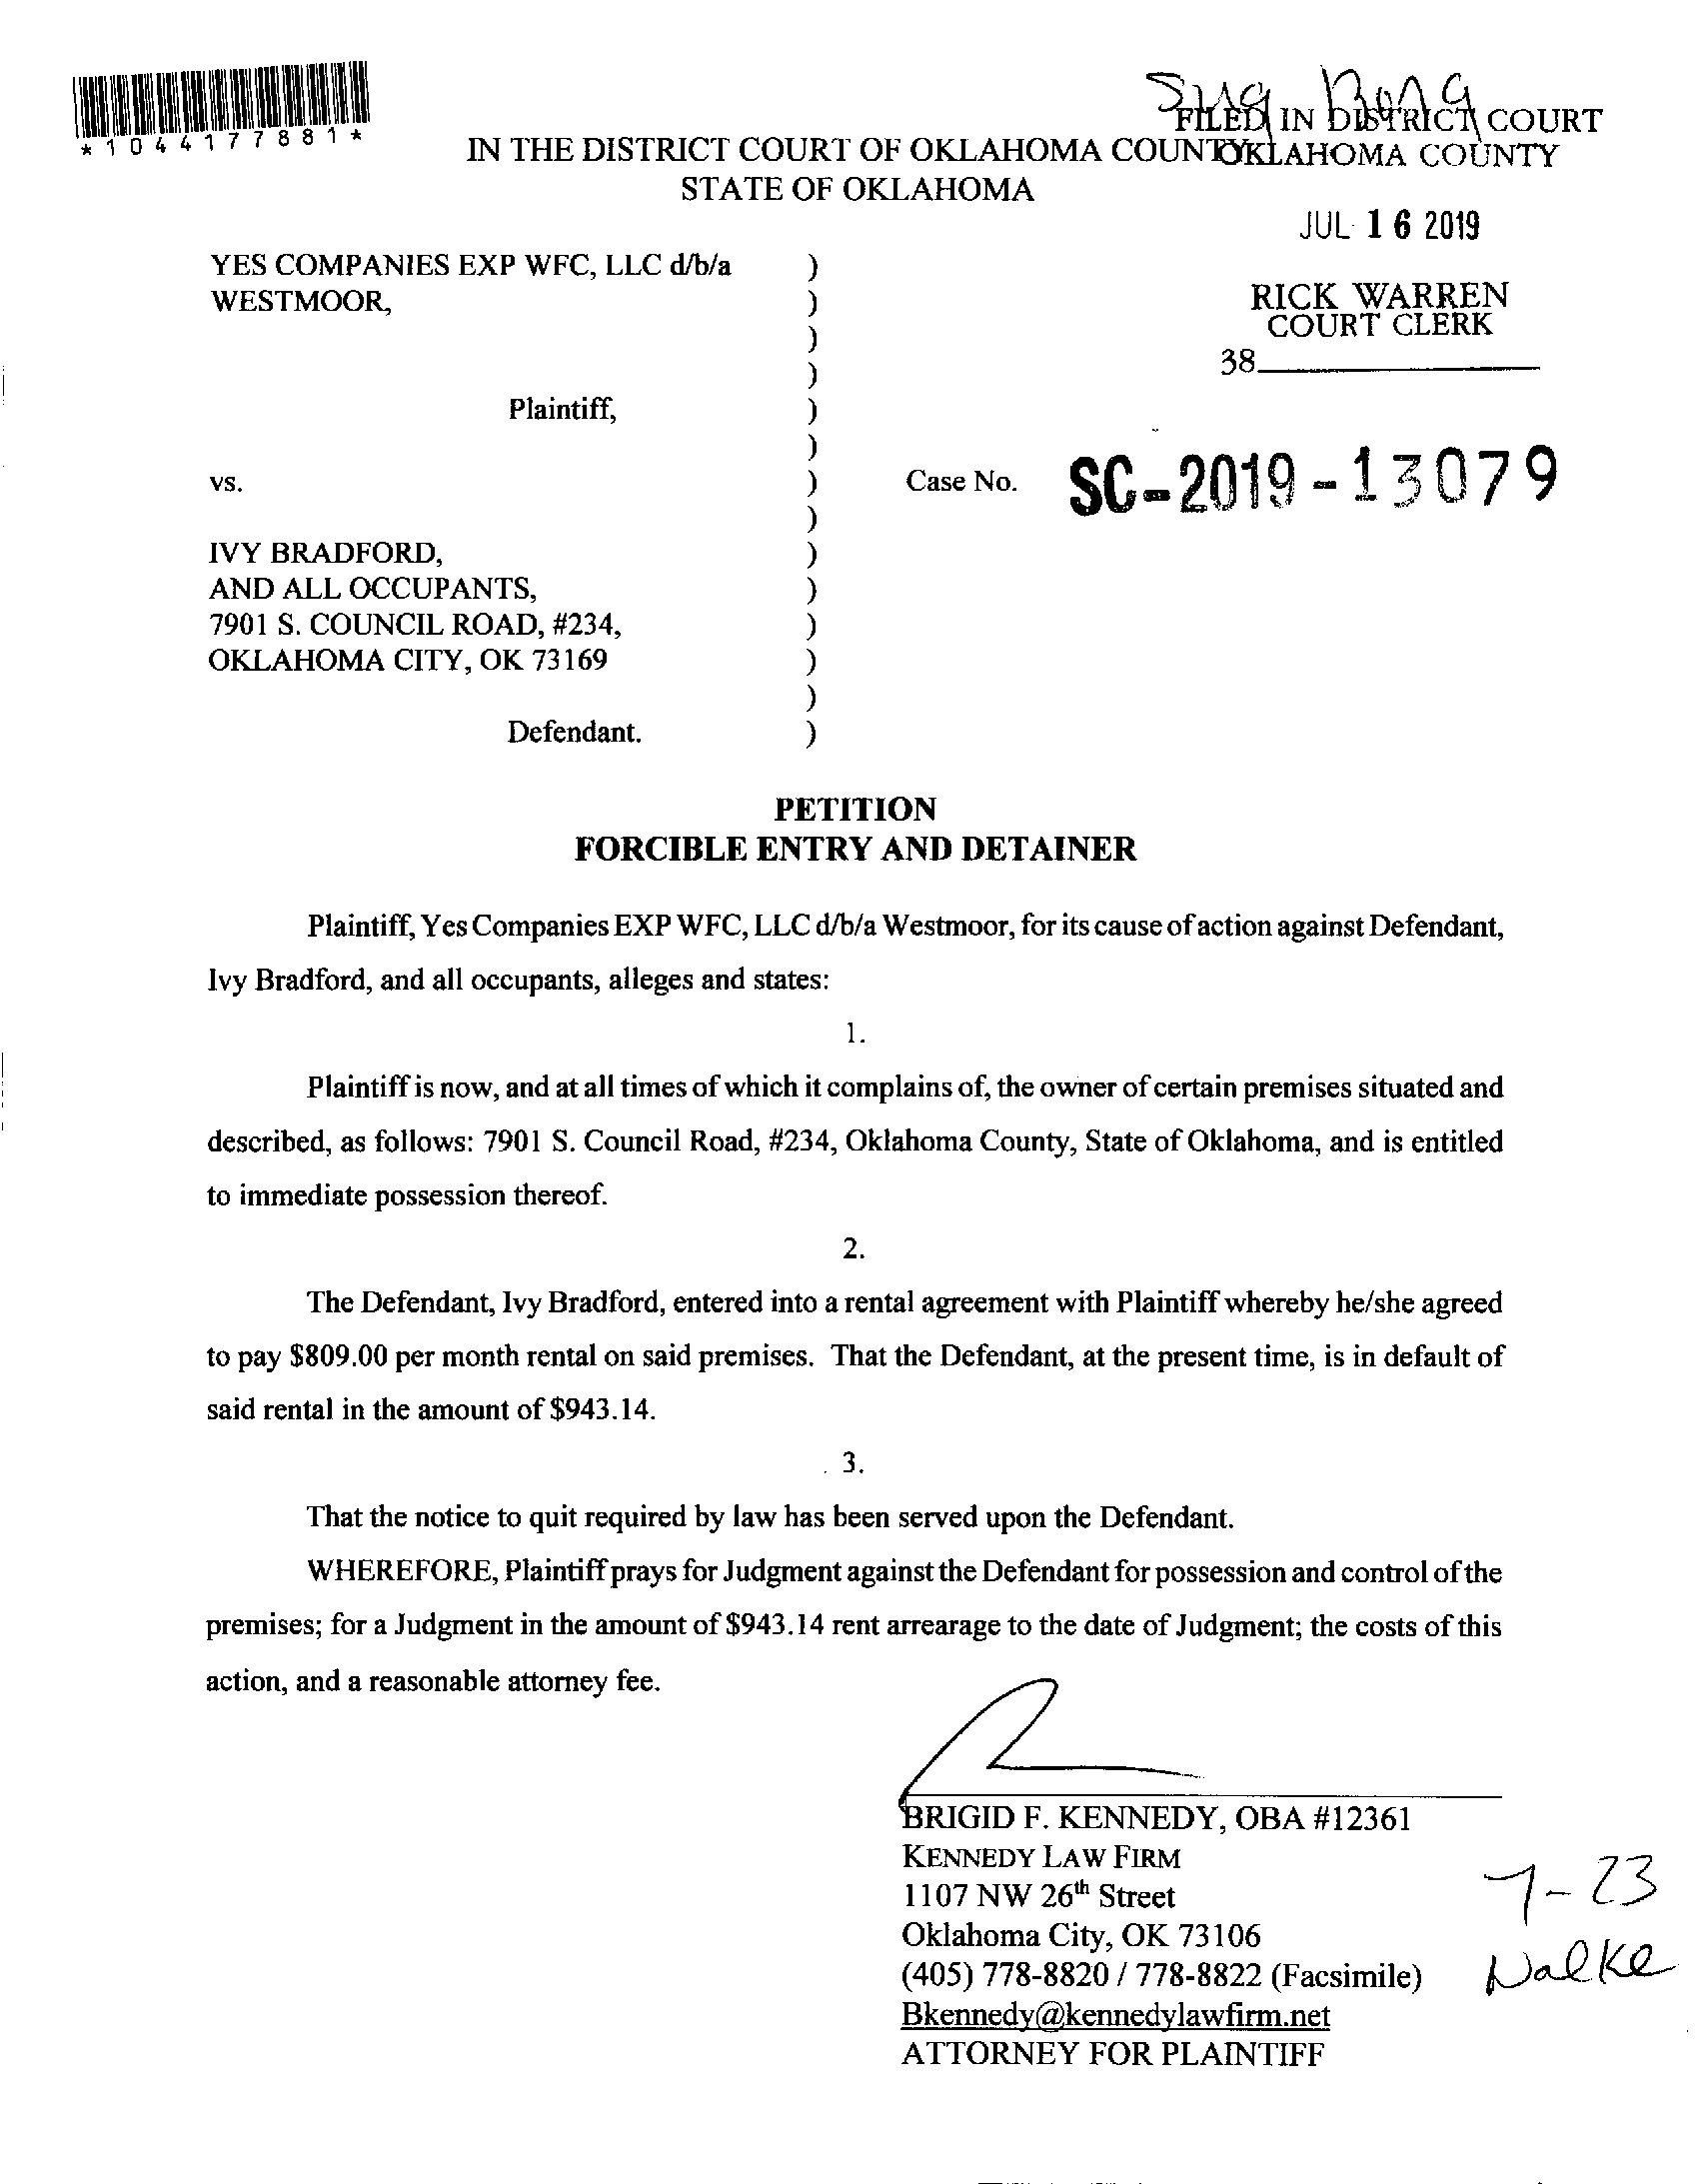 *1044177881*
FILED IN DISTRICT COURT
OKLAHOMA COUNTY
IN THE DISTRICT COURT OF OKLAHOMA COUNTY
STATE OF OKLAHOMA
JUL 16 2019
RICK WARREN
COURT CLERK
38
YES COMPANIES EXP WFC, LLC d/b/a )
WESTMOOR, )
)
)
Plaintiff, )
)
vs. ) Case No. SC-2019-13079
)
IVY BRADFORD, )
AND ALL OCCUPANTS, )
7901 S. COUNCIL ROAD, #234, )
OKLAHOMA CITY, OK 73169 )
)
Defendant. )
PETITION
FORCIBLE ENTRY AND DETAINER
Plaintiff, Yes Companies EXP WFC, LLC d/b/a Westmoor, for its cause of action against Defendant,
Ivy Bradford, and all occupants, alleges and states:
1.
Plaintiff is now, and at all times of which it complains of, the owner of certain premises situated and
described, as follows: 7901 S. Council Road, #234, Oklahoma County, State of Oklahoma, and is entitled
to immediate possession thereof.
2.
The Defendant, Ivy Bradford, entered into a rental agreement with Plaintiff whereby he/she agreed
to pay $809.00 per month rental on said premises. That the Defendant, at the present time, is in default of
said rental in the amount of $943.14.
3.
That the notice to quit required by law has been served upon the Defendant.
WHEREFORE, Plaintiff prays for Judgment against the Defendant for possession and control of the
premises; for a Judgment in the amount of $943.14 rent arrearage to the date of Judgment; the costs of this
action, and a reasonable attorney fee.
BRIGID F. KENNEDY, OBA #12361
KENNEDY LAW FIRM
1107 NW 26th Street
Oklahoma City, OK 73106
(405) 778-8820 / 778-8822 (Facsimile)
Bkennedy@kennedylawfirm.net
ATTORNEY FOR PLAINTIFF
7-23
Walke